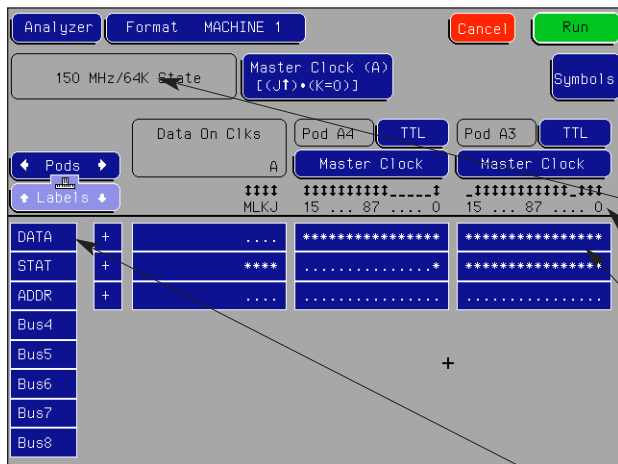 Analyzer Format MACHINE 1 Cancel Run
150 MHz/64K State Master Clock (A) Symbols
[(J↑)•(K=0)]
Data On Clks Pod A4 TTL Pod A3 TTL
Pods A Master Clock Master Clock
Labels
MLKJ 15 ... 87 .... 0 15 ... 87 .... 0
DATA + .... **************** ****************
STAT + **** ...............* ****************
ADDR + .... ................ ................
Bus4
Bus5
Bus6
Bus7
Bus8